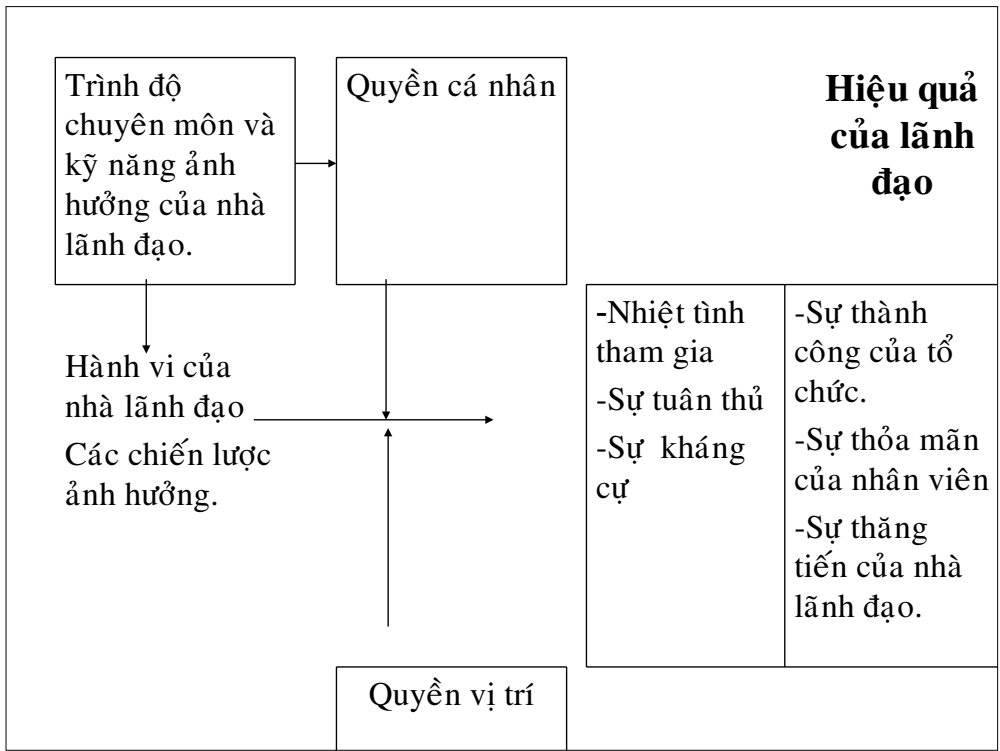 Trình độ
chuyên môn và
kỹ năng ảnh
hưởng của nhà
lãnh đạo.
Quyền cá nhân
Hiệu quả
của lãnh
đạo
Hành vi của
nhà lãnh đạo
Các chiến lược
ảnh hưởng.
-Nhiệt tình
tham gia
-Sự tuân thủ
-Sự kháng
cự
-Sự thành
công của tổ
chức.
-Sự thỏa mãn
của nhân viên
-Sự thăng
tiến của nhà
lãnh đạo.
Quyền vị trí